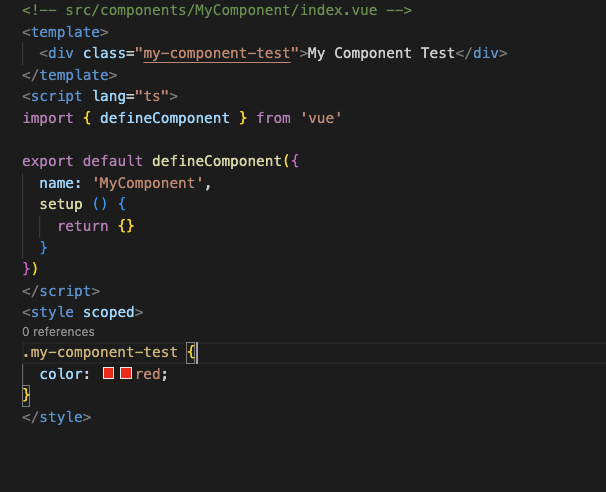 <!-- src/components/MyComponent/index.vue -->
<template>
  <div class="my-component-test">My Component Test</div>
</template>
<script lang="ts">
import { defineComponent } from 'vue'

export default defineComponent({
  name: 'MyComponent',
  setup () {
    return {}
  }
})
</script>
<style scoped>
0 references
.my-component-test {
  color: red;
}
</style>